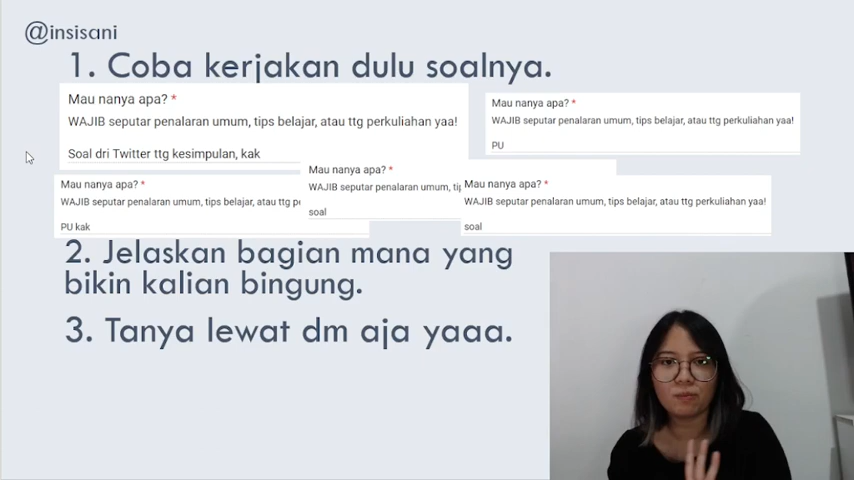 @insisani
1. Coba kerjakan dulu soalnya.
Mau nanya apa? *
WAJIB seputar penalaran umum, tips belajar, atau ttg perkuliahan yaa!
Soal dri Twitter ttg kesimpulan, kak
Mau nanya apa? *
WAJIB seputar penalaran umum, tips belajar, atau ttg perkuliahan yaa!
PU
Mau nanya apa? *
WAJIB seputar penalaran umum, tips belajar, atau ttg
PU kak
Mau nanya apa? *
WAJIB seputar penalaran umum,
soal
Mau nanya apa? *
WAJIB seputar penalaran umum, tips belajar, atau ttg perkuliahan yaa!
soal
2. Jelaskan bagian mana yang
bikin kalian bingung.
3. Tanya lewat dm aja yaaa.